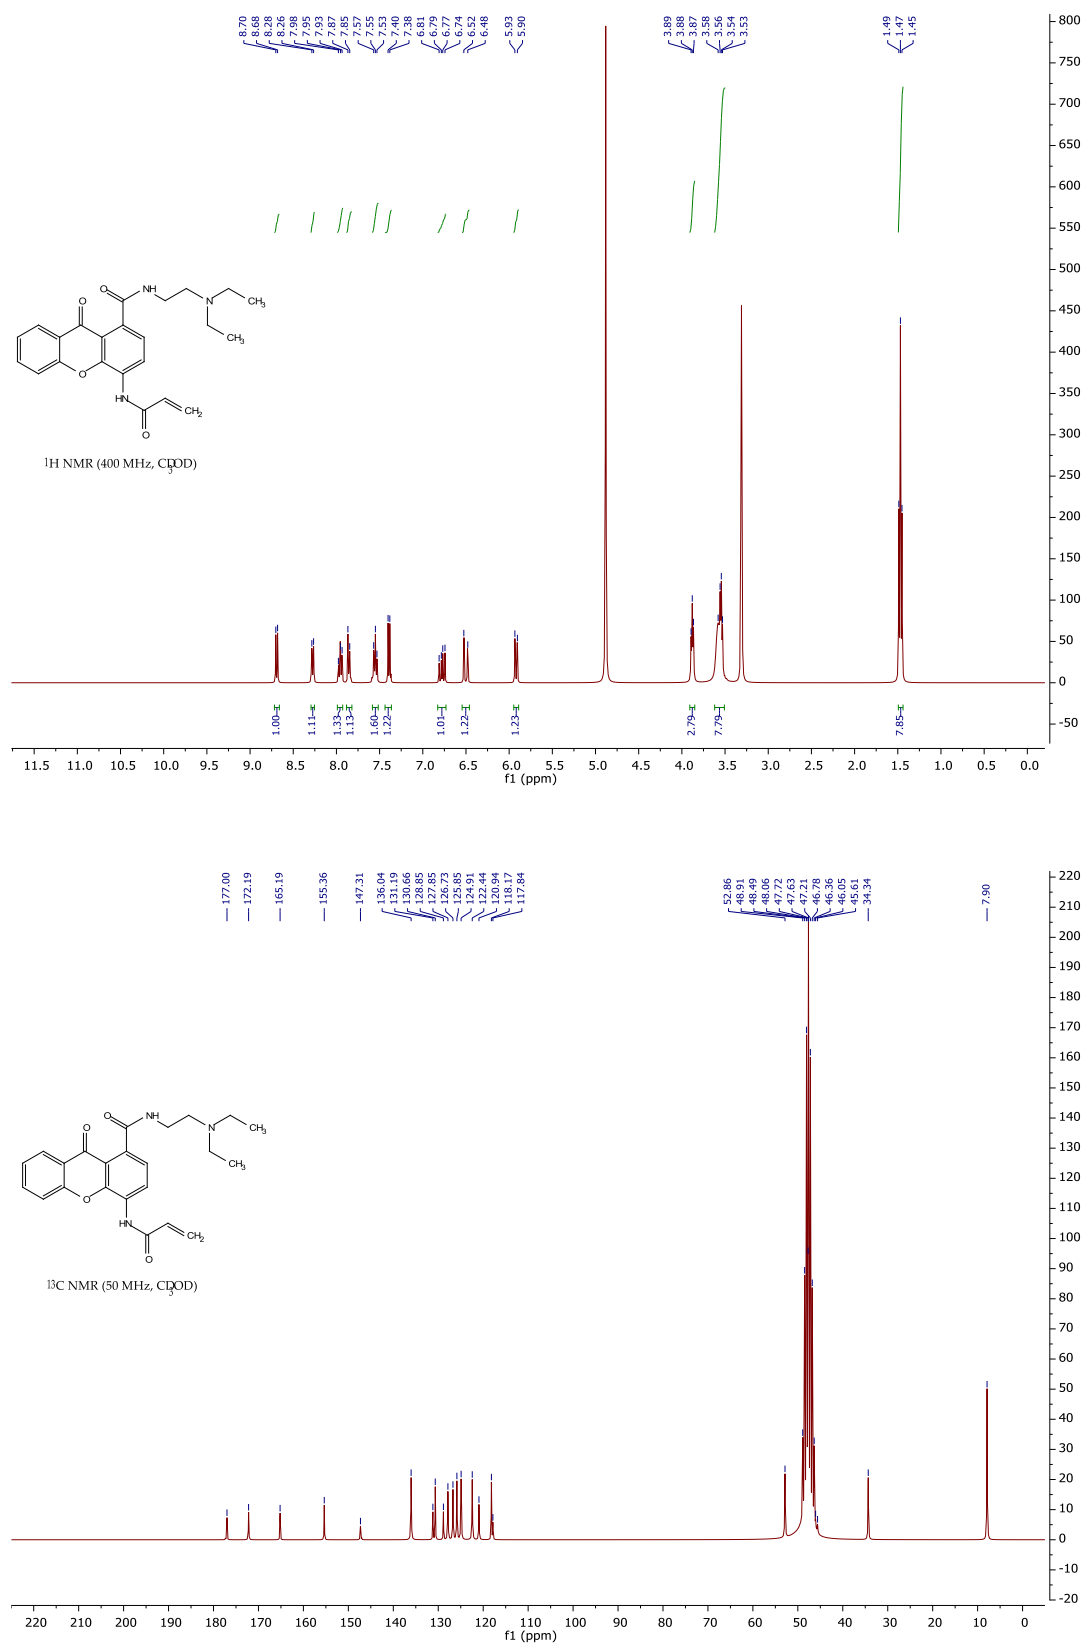 8.70 8.68 8.28 8.26 7.98 7.95 7.93 7.87 7.85 7.57 7.55 7.53 7.40 7.38 6.81 6.79 6.77 6.74 6.52 6.48 5.93 5.90 3.89 3.88 3.87 3.58 3.56 3.54 3.53 1.49 1.47 1.45
800
750
700
650
600
550
500
450
400
350
300
250
200
150
100
50
0
-50
O
O
NH
N
CH3
CH3
O
HN
O
CH2
1H NMR (400 MHz, CD3OD)
1.00 1.11 1.33 1.13 1.60 1.22 1.01 1.22 1.23 2.79 7.79 7.85
11.5 11.0 10.5 10.0 9.5 9.0 8.5 8.0 7.5 7.0 6.5 6.0 5.5 5.0 4.5 4.0 3.5 3.0 2.5 2.0 1.5 1.0 0.5 0.0
f1 (ppm)
177.00 172.19 165.19 155.36 147.31 136.04 131.19 130.66 128.85 127.85 126.73 125.85 124.91 122.44 120.94 118.17 117.84 52.86 48.91 48.49 48.06 47.72 47.63 47.21 46.78 46.36 46.05 45.61 34.34 7.90
220
210
200
190
180
170
160
150
140
130
120
110
100
90
80
70
60
50
40
30
20
10
0
-10
-20
O
O
NH
N
CH3
CH3
O
HN
O
CH2
13C NMR (50 MHz, CD3OD)
220 210 200 190 180 170 160 150 140 130 120 110 100 90 80 70 60 50 40 30 20 10 0
f1 (ppm)